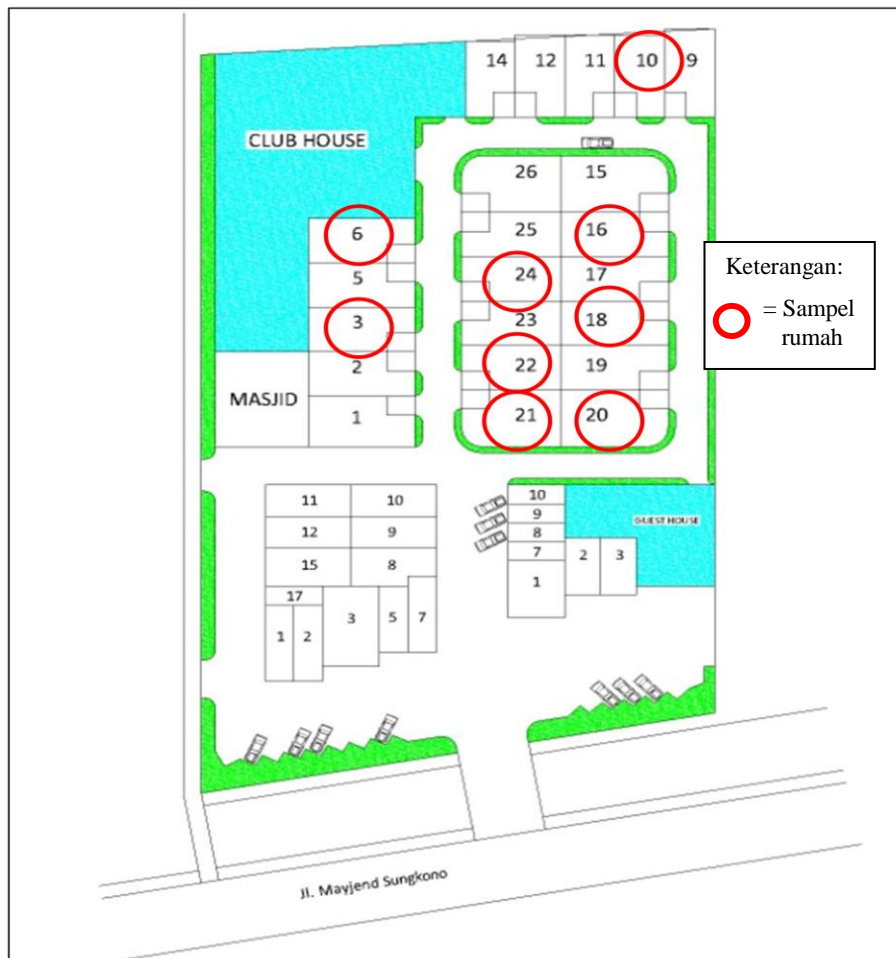 14 12 11 10 9
CLUB HOUSE
26 15
25 16
24 17
23 18
22 19
21 20
6
5
3
2
1
MASJID
Keterangan:
= Sampel
rumah
11 10
12 9
15 8
17
1 2 3 5 7
10
9
8
7
1
2 3
GUEST HOUSE
Jl. Mayjend Sungkono